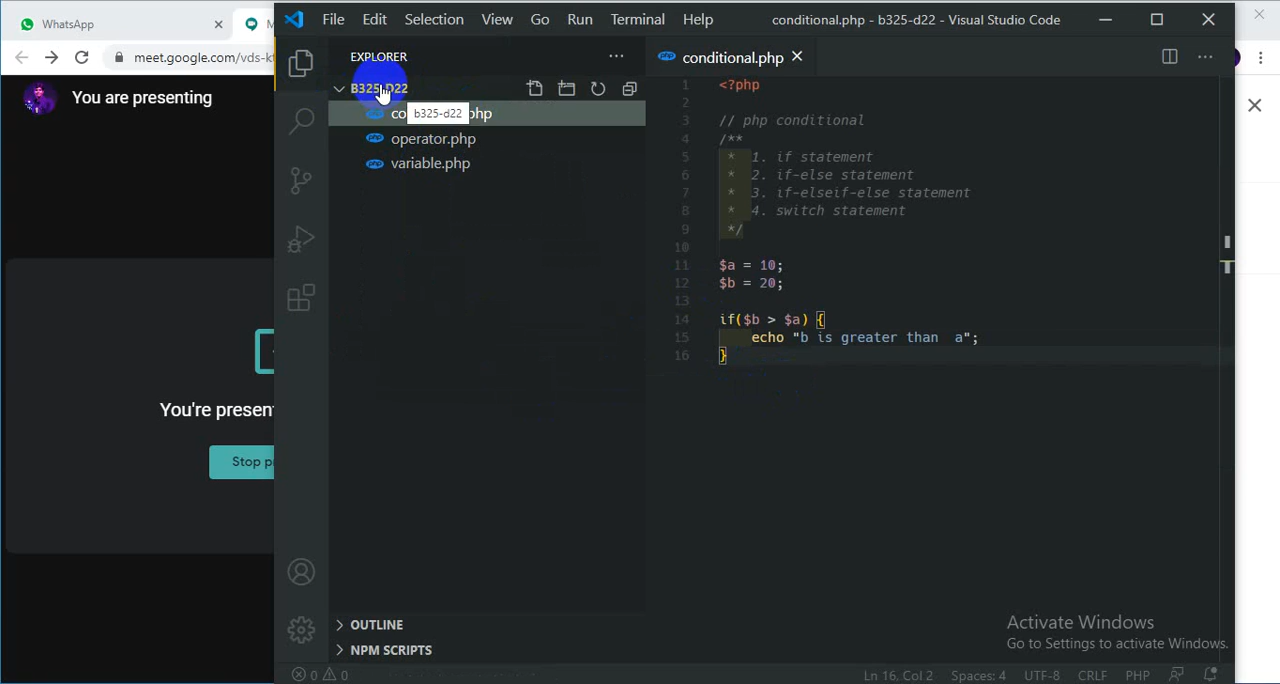 WhatsApp
M
meet.google.com/vds-k
You are presenting
You're presen
Stop p
File Edit Selection View Go Run Terminal Help
conditional.php - b325-d22 - Visual Studio Code
EXPLORER
B325-D22
co b325-d22 php
operator.php
variable.php
OUTLINE
NPM SCRIPTS
conditional.php
1 <?php
2
3 // php conditional
4 /**
5 * 1. if statement
6 * 2. if-else statement
7 * 3. if-elseif-else statement
8 * 4. switch statement
9 */
10
11 $a = 10;
12 $b = 20;
13
14 if($b > $a) {
15 echo "b is greater than  a";
16 }
Activate Windows
Go to Settings to activate Windows.
0 0
Ln 16, Col 2 Spaces: 4 UTF-8 CRLF PHP